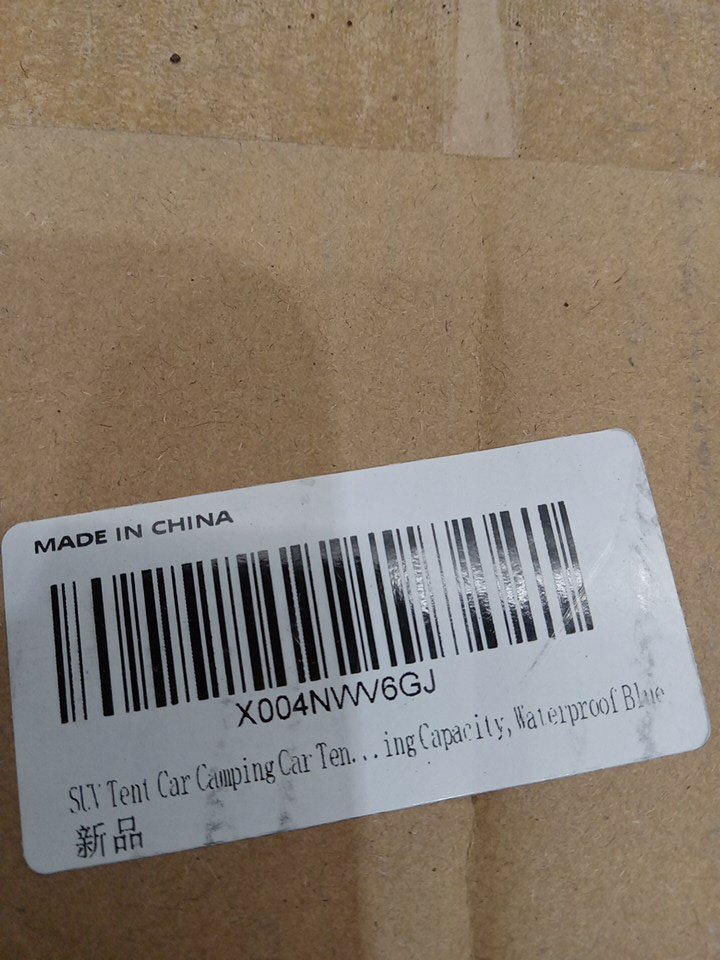 MADE IN CHINA
X004NWV6GJ
SUV Tent Car Camping Car Ten...ing Capacity, Waterproof Blue
新品